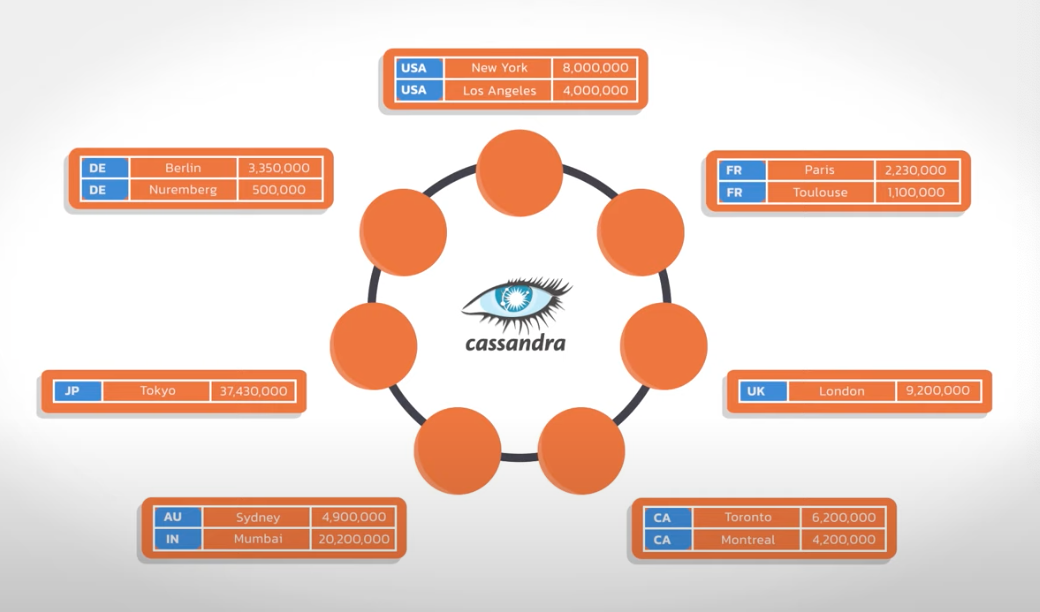 USA New York 8,000,000
USA Los Angeles 4,000,000
DE Berlin 3,350,000
DE Nuremberg 500,000
FR Paris 2,230,000
FR Toulouse 1,100,000
cassandra
JP Tokyo 37,430,000
UK London 9,200,000
AU Sydney 4,900,000
IN Mumbai 20,200,000
CA Toronto 6,200,000
CA Montreal 4,200,000